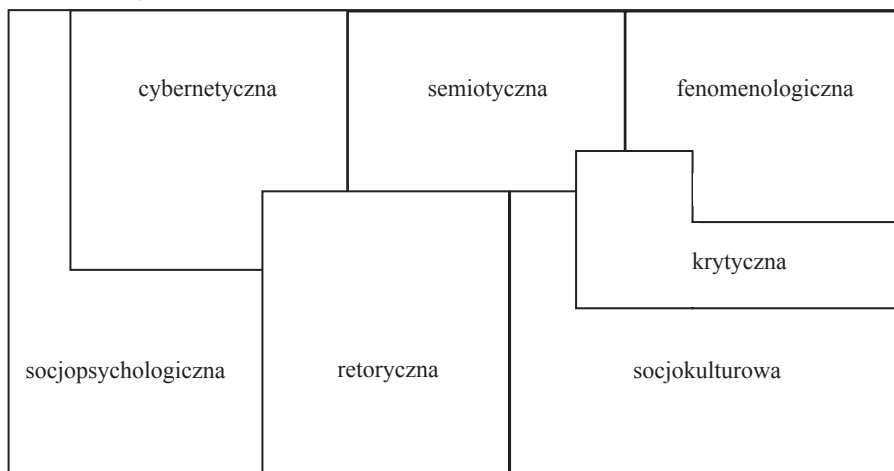 cybernetyczna
semiotyczna
fenomenologiczna
krytyczna
socjopsychologiczna
retoryczna
socjokulturowa